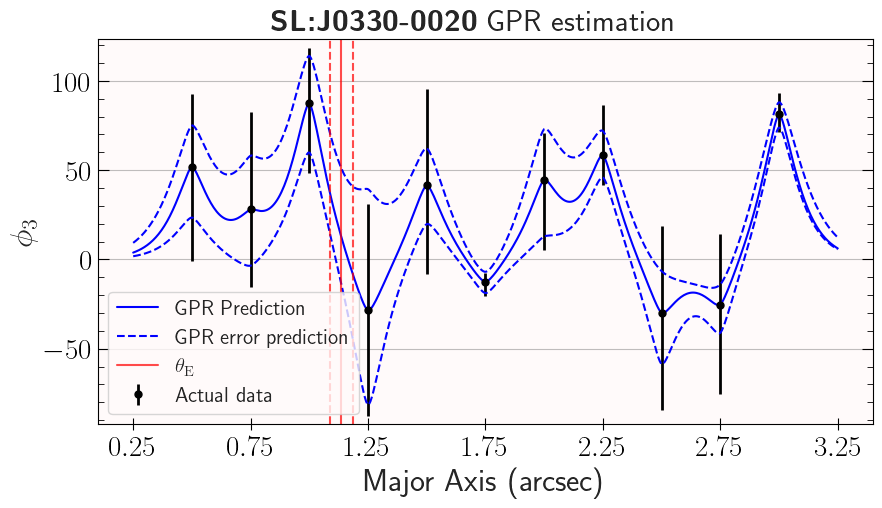 SL:J0330-0020 GPR estimation
100
50
0
−50
ϕ₃
GPR Prediction
GPR error prediction
θ_E
Actual data
0.25 0.75 1.25 1.75 2.25 2.75 3.25
Major Axis (arcsec)